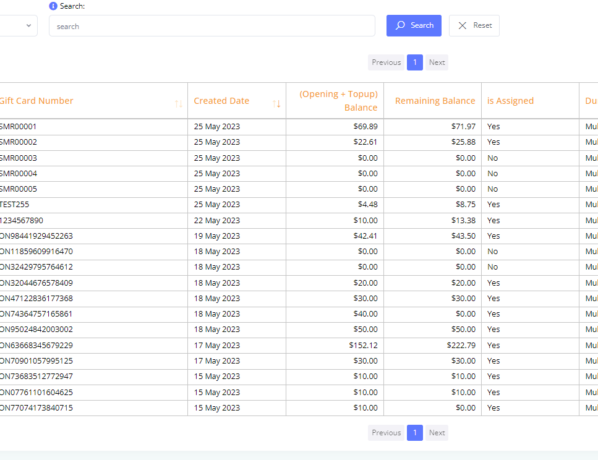 Search:
search Search Reset
Previous 1 Next
Gift Card Number Created Date (Opening + Topup) Balance Remaining Balance is Assigned Du
SMR00001 25 May 2023 $69.89 $71.97 Yes Mul
SMR00002 25 May 2023 $22.61 $25.88 Yes Mul
SMR00003 25 May 2023 $0.00 $0.00 No Mul
SMR00004 25 May 2023 $0.00 $0.00 No Mul
SMR00005 25 May 2023 $0.00 $0.00 No Mul
TEST255 25 May 2023 $4.48 $8.75 Yes Mul
1234567890 22 May 2023 $10.00 $13.38 Yes Mul
ON98441929452263 19 May 2023 $42.41 $43.50 Yes Mul
ON11859609916470 18 May 2023 $0.00 $0.00 No Mul
ON32429795764612 18 May 2023 $0.00 $0.00 No Mul
ON32044676578409 18 May 2023 $20.00 $20.00 Yes Mul
ON47122836177368 18 May 2023 $30.00 $30.00 Yes Mul
ON74364757165861 18 May 2023 $40.00 $0.00 Yes Mul
ON95024842003002 18 May 2023 $50.00 $50.00 Yes Mul
ON63668345679229 17 May 2023 $152.12 $222.79 Yes Mul
ON70901057995125 17 May 2023 $30.00 $30.00 Yes Mul
ON73683512772947 15 May 2023 $10.00 $10.00 Yes Mul
ON07761101604625 15 May 2023 $10.00 $10.00 Yes Mul
ON77074173840715 15 May 2023 $10.00 $0.00 Yes Mul
Previous 1 Next